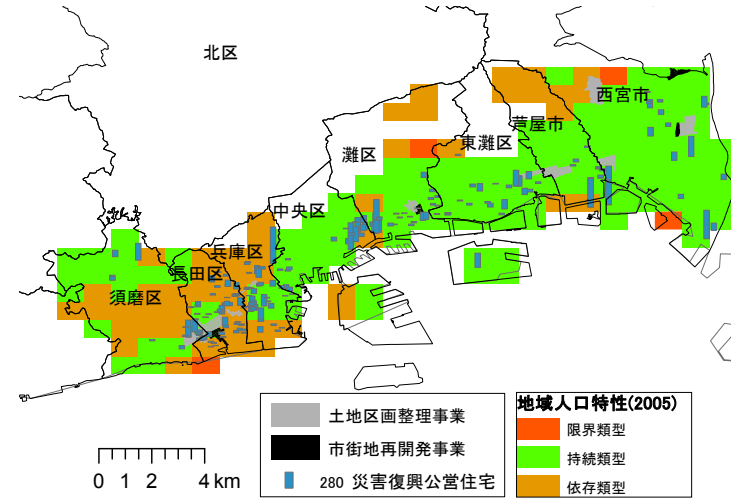 北区
西宮市
芦屋市
東灘区
灘区
中央区
兵庫区
長田区
須磨区
土地区画整理事業
市街地再開発事業
280 災害復興公営住宅
地域人口特性(2005)
限界類型
持続類型
依存類型
0 1 2 4 km